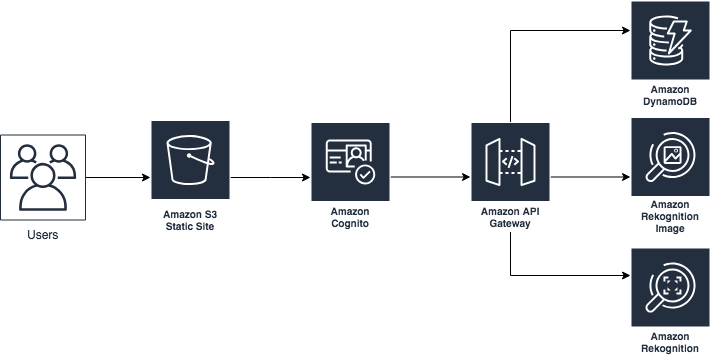 Users
Amazon S3
Static Site
Amazon
Cognito
Amazon API
Gateway
Amazon
DynamoDB
Amazon
Rekognition
Image
Amazon
Rekognition